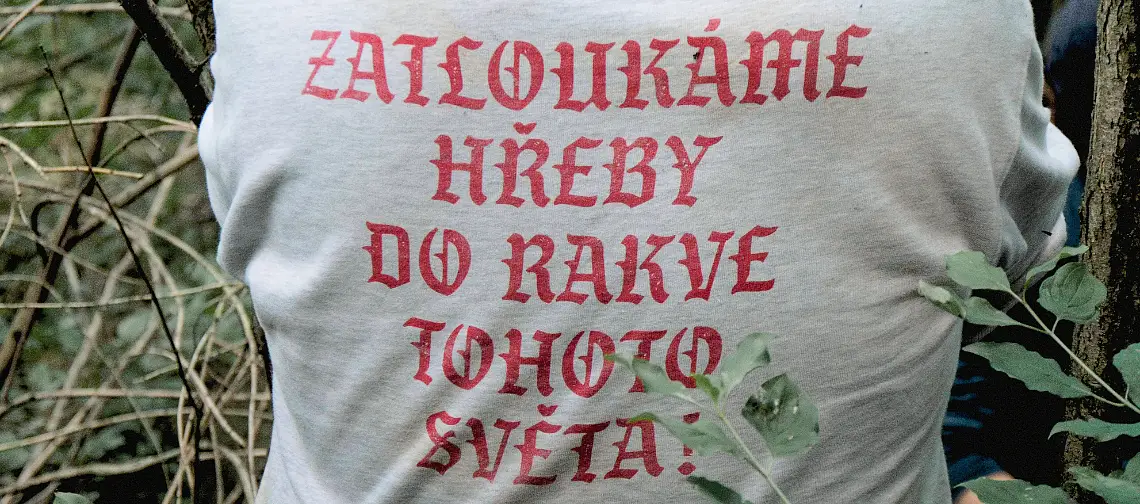 ZATLOUKÁME
HŘEBY
DO RAKVE
TOHOTO
SVĚTA!